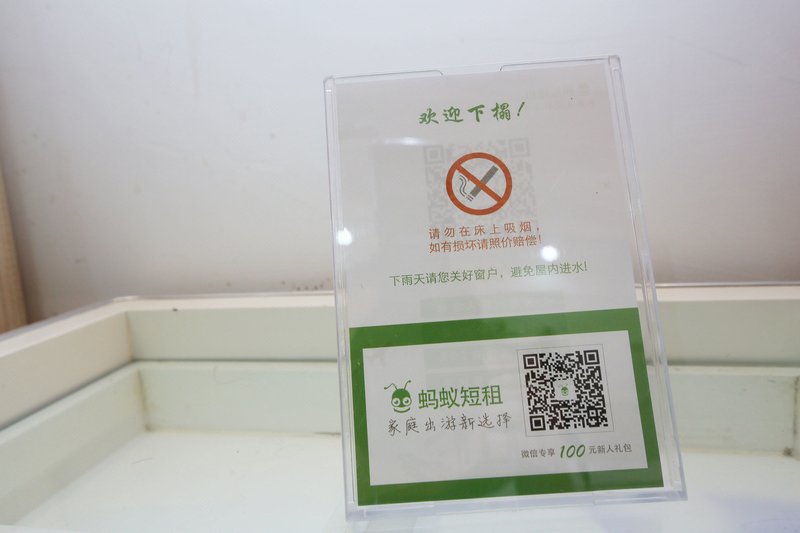 欢迎下榻!
请勿在床上吸烟，
如有损坏请照价赔偿!
下雨天请您关好窗户，避免屋内进水!
蚂蚁短租
家庭出游新选择
微信专享 100 元新人礼包